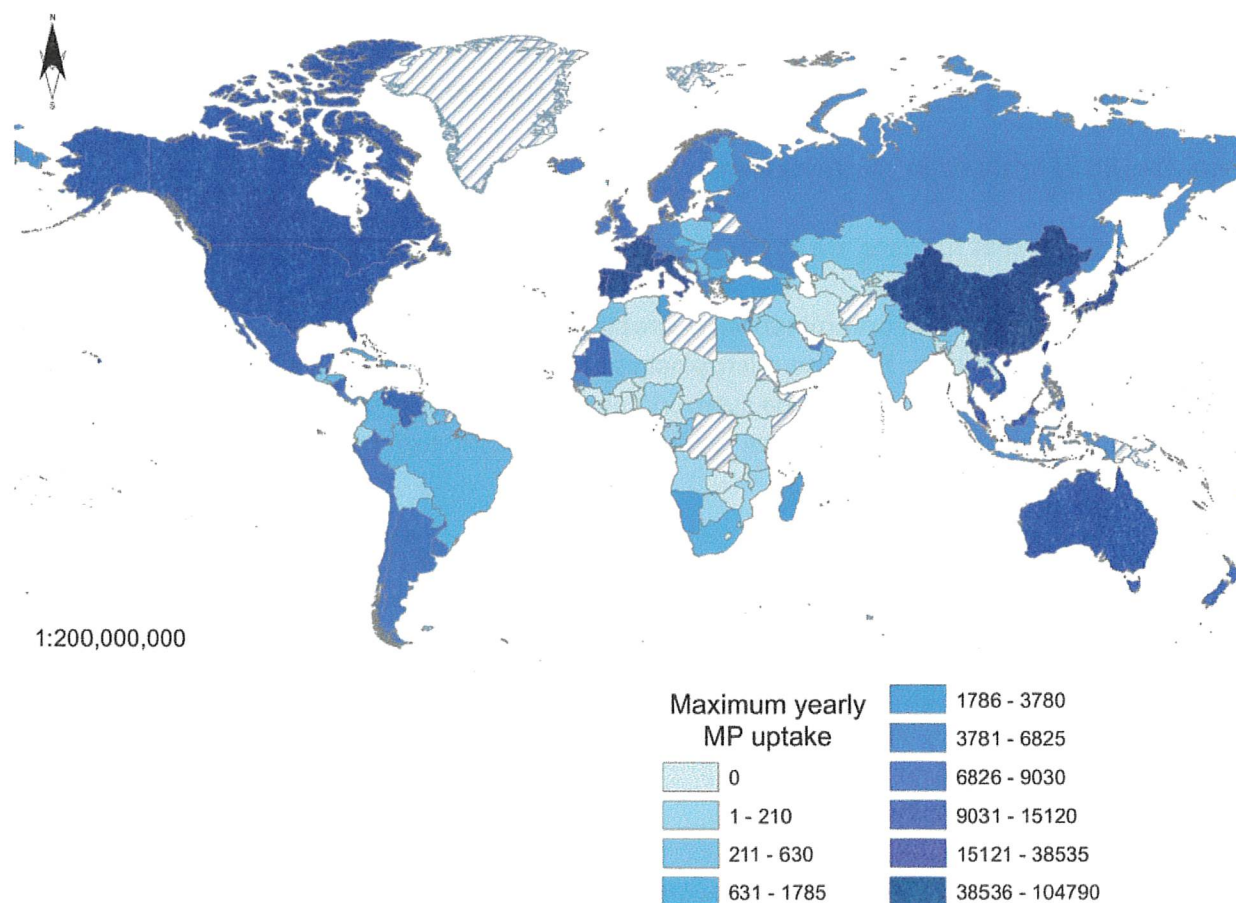 N
S
1:200,000,000
Maximum yearly
MP uptake
0
1 - 210
211 - 630
631 - 1785
1786 - 3780
3781 - 6825
6826 - 9030
9031 - 15120
15121 - 38535
38536 - 104790